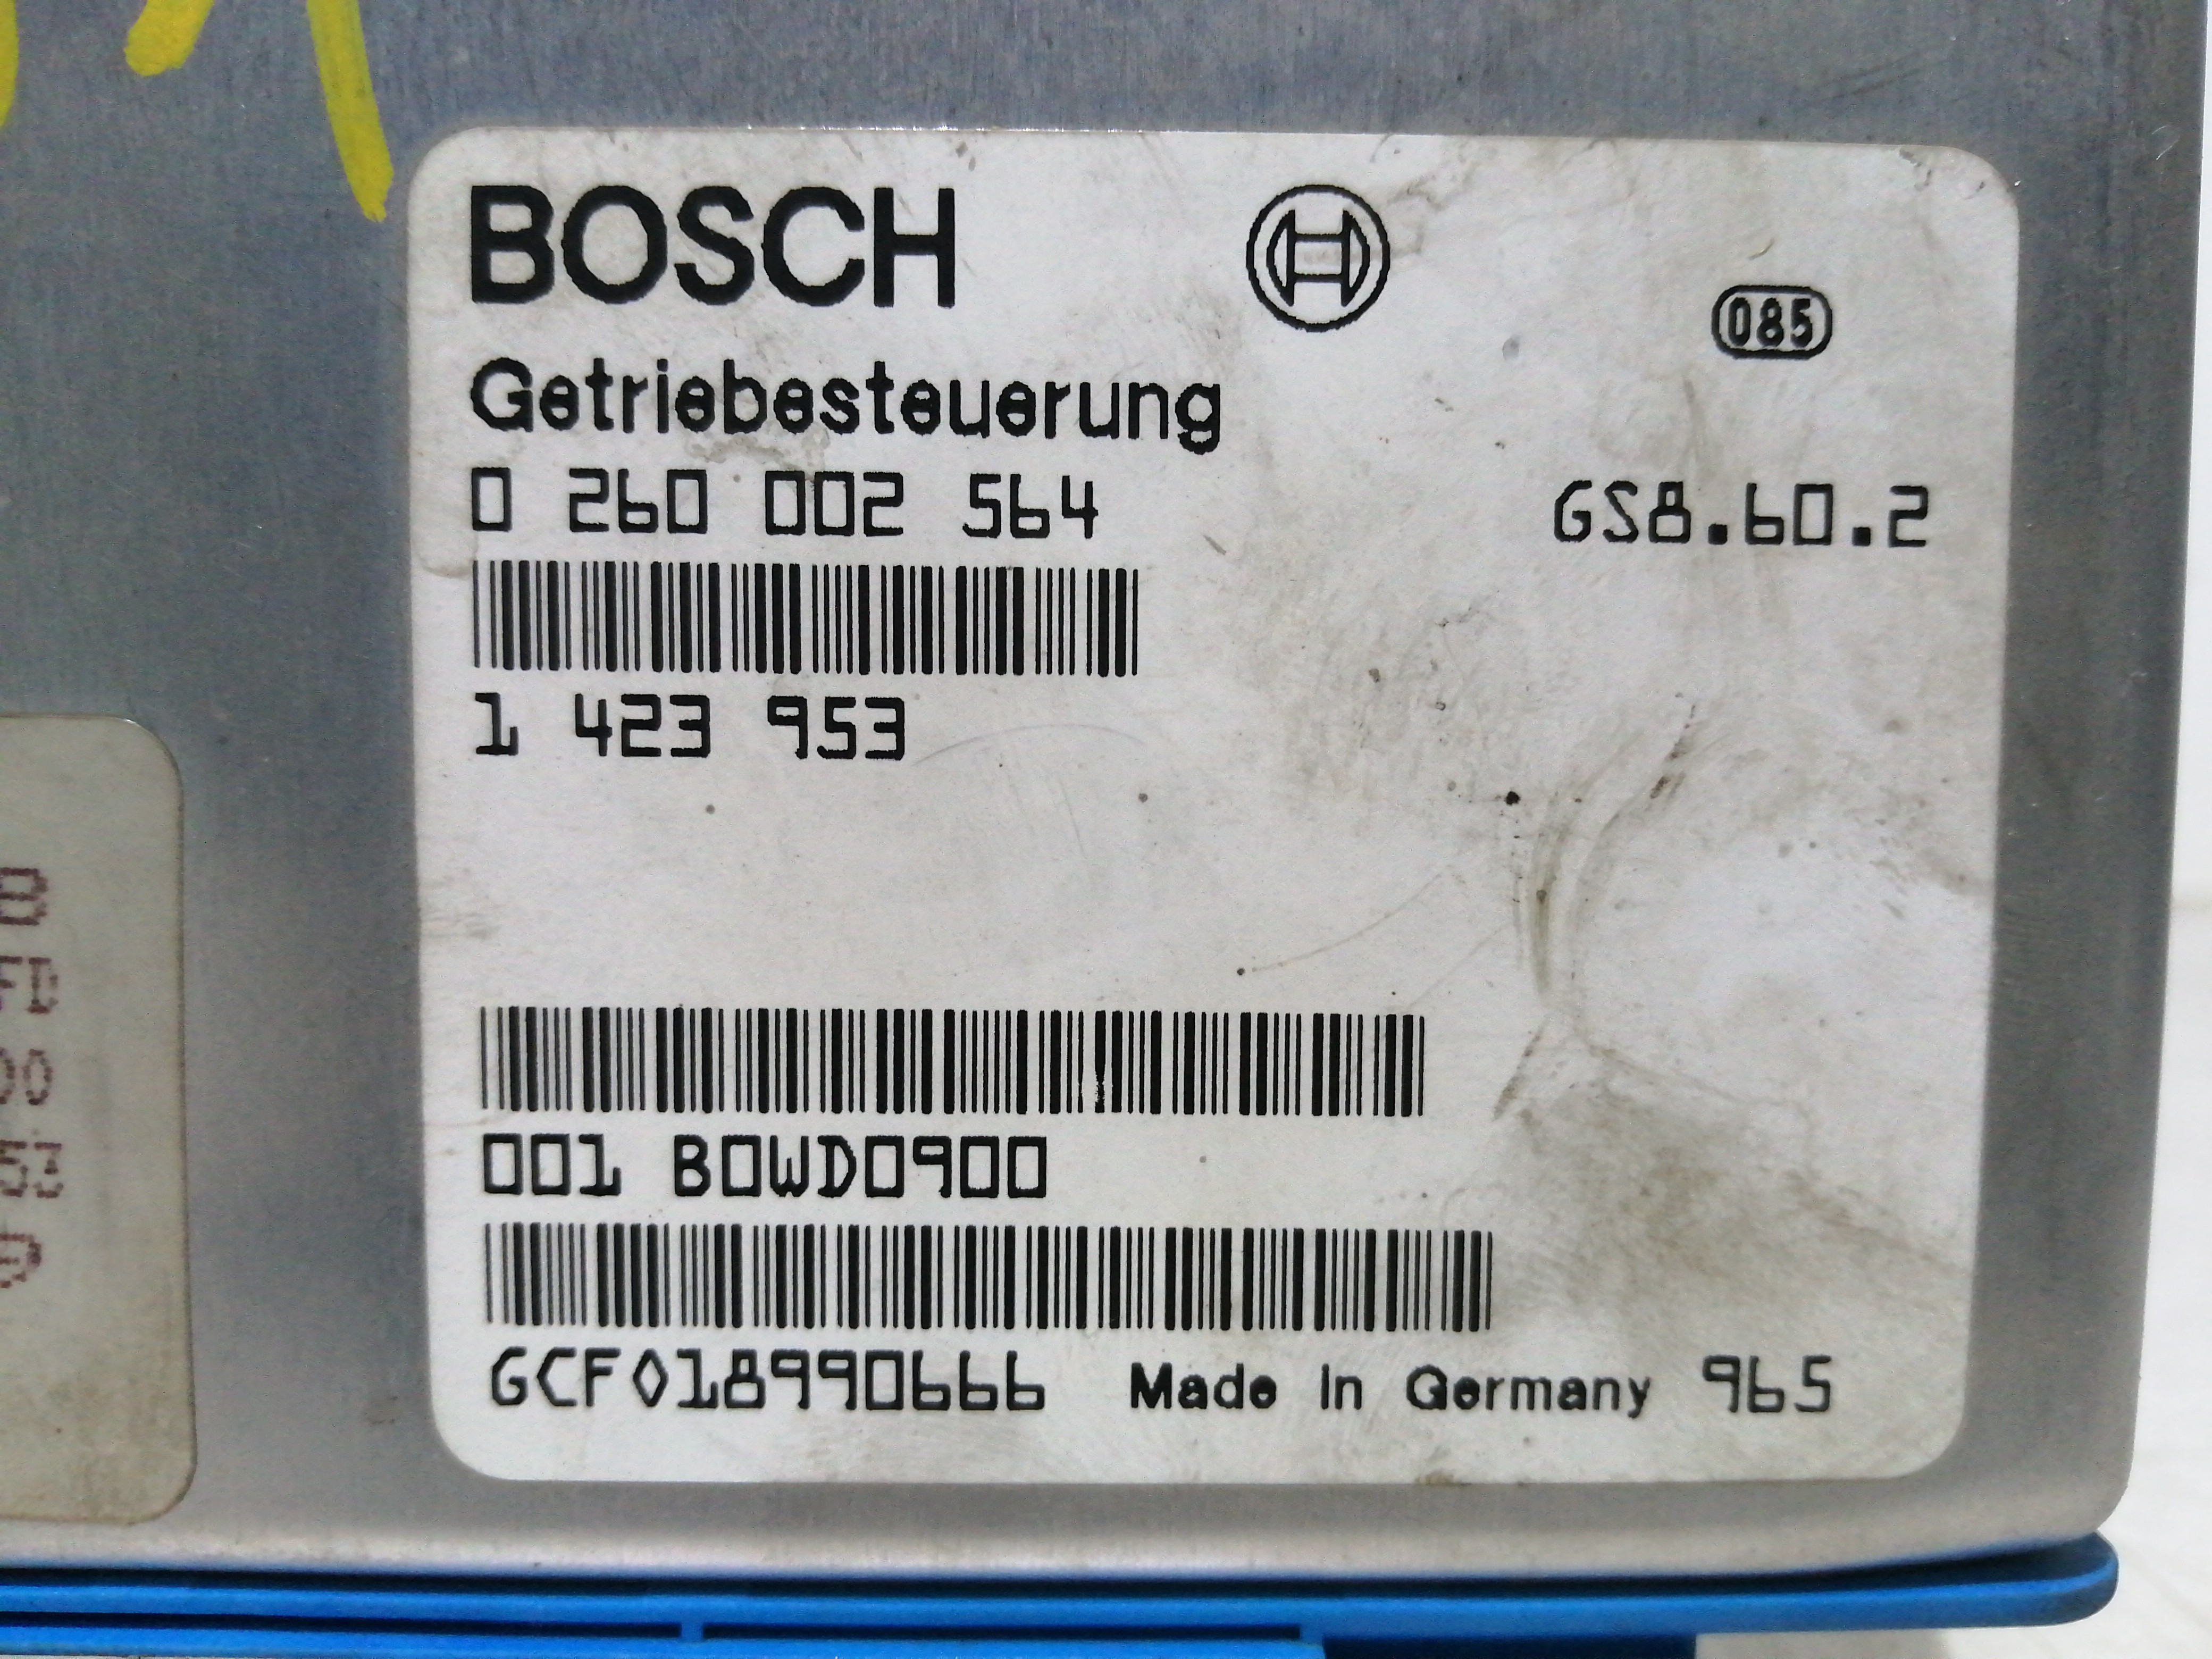 BOSCH
085
Getriebesteuerung
0 260 002 564 GS8.60.2
1 423 953
001 B0WD0900
GCF018990666 Made in Germany 965